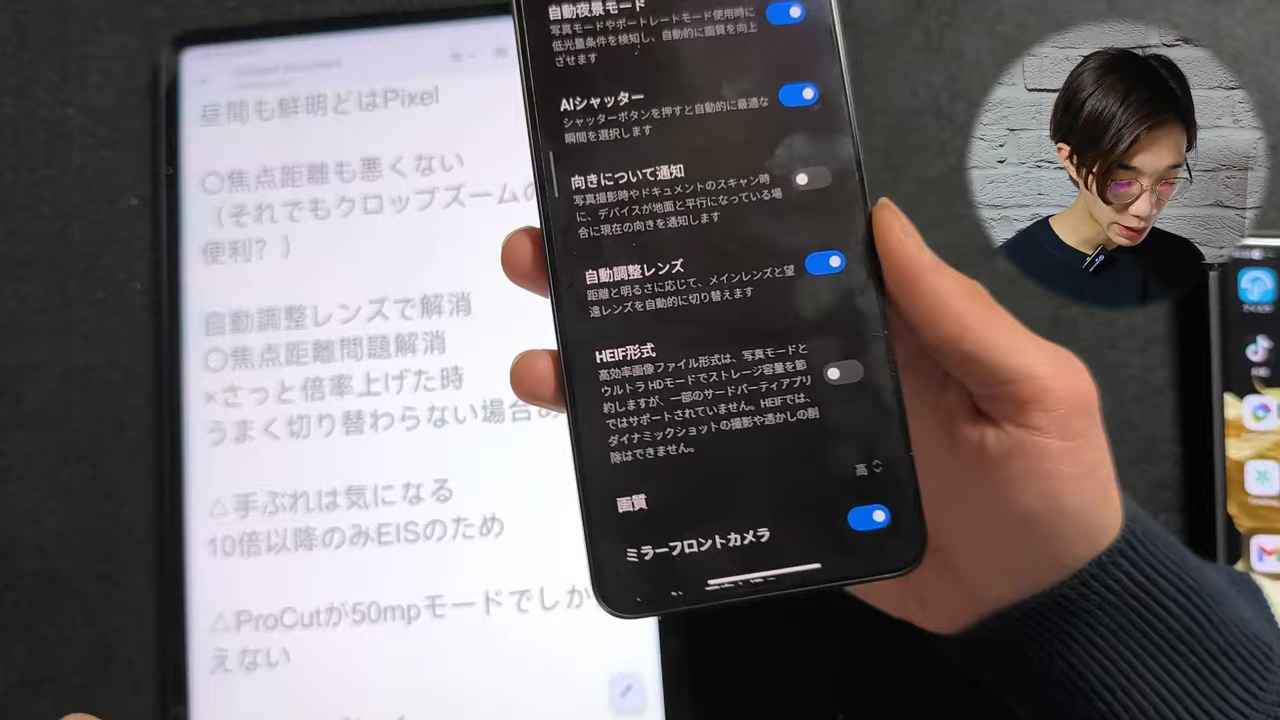 昼間も鮮明どはPixel
○焦点距離も悪くない
（それでもクロップズームの
便利？）
自動調整レンズで解消
○焦点距離問題解消
×さっと倍率上げた時
うまく切り替わらない場合
△手ぶれは気になる
10倍以降のみEISのため
△ProCutが50mpモードでしか
えない
自動夜景モード
写真モードやポートレートモード使用時に
低光量条件を検知し、自動的に画質を向上
させます
AIシャッター
シャッターボタンを押すと自動的に最適な
瞬間を選択します
向きについて通知
写真撮影時やドキュメントのスキャン時
に、デバイスが地面と平行になっている場
合に現在の向きを通知します
自動調整レンズ
距離と明るさに応じて、メインレンズと望
遠レンズを自動的に切り替えます
HEIF形式
高効率画像ファイル形式は、写真モードと
ウルトラHDモードでストレージ容量を節
約しますが、一部のサードパーティアプリ
ではサポートされていません。HEIFでは、
ダイナミックショットの撮影や透かしの削
除はできません。
画質
高
ミラーフロントカメラ